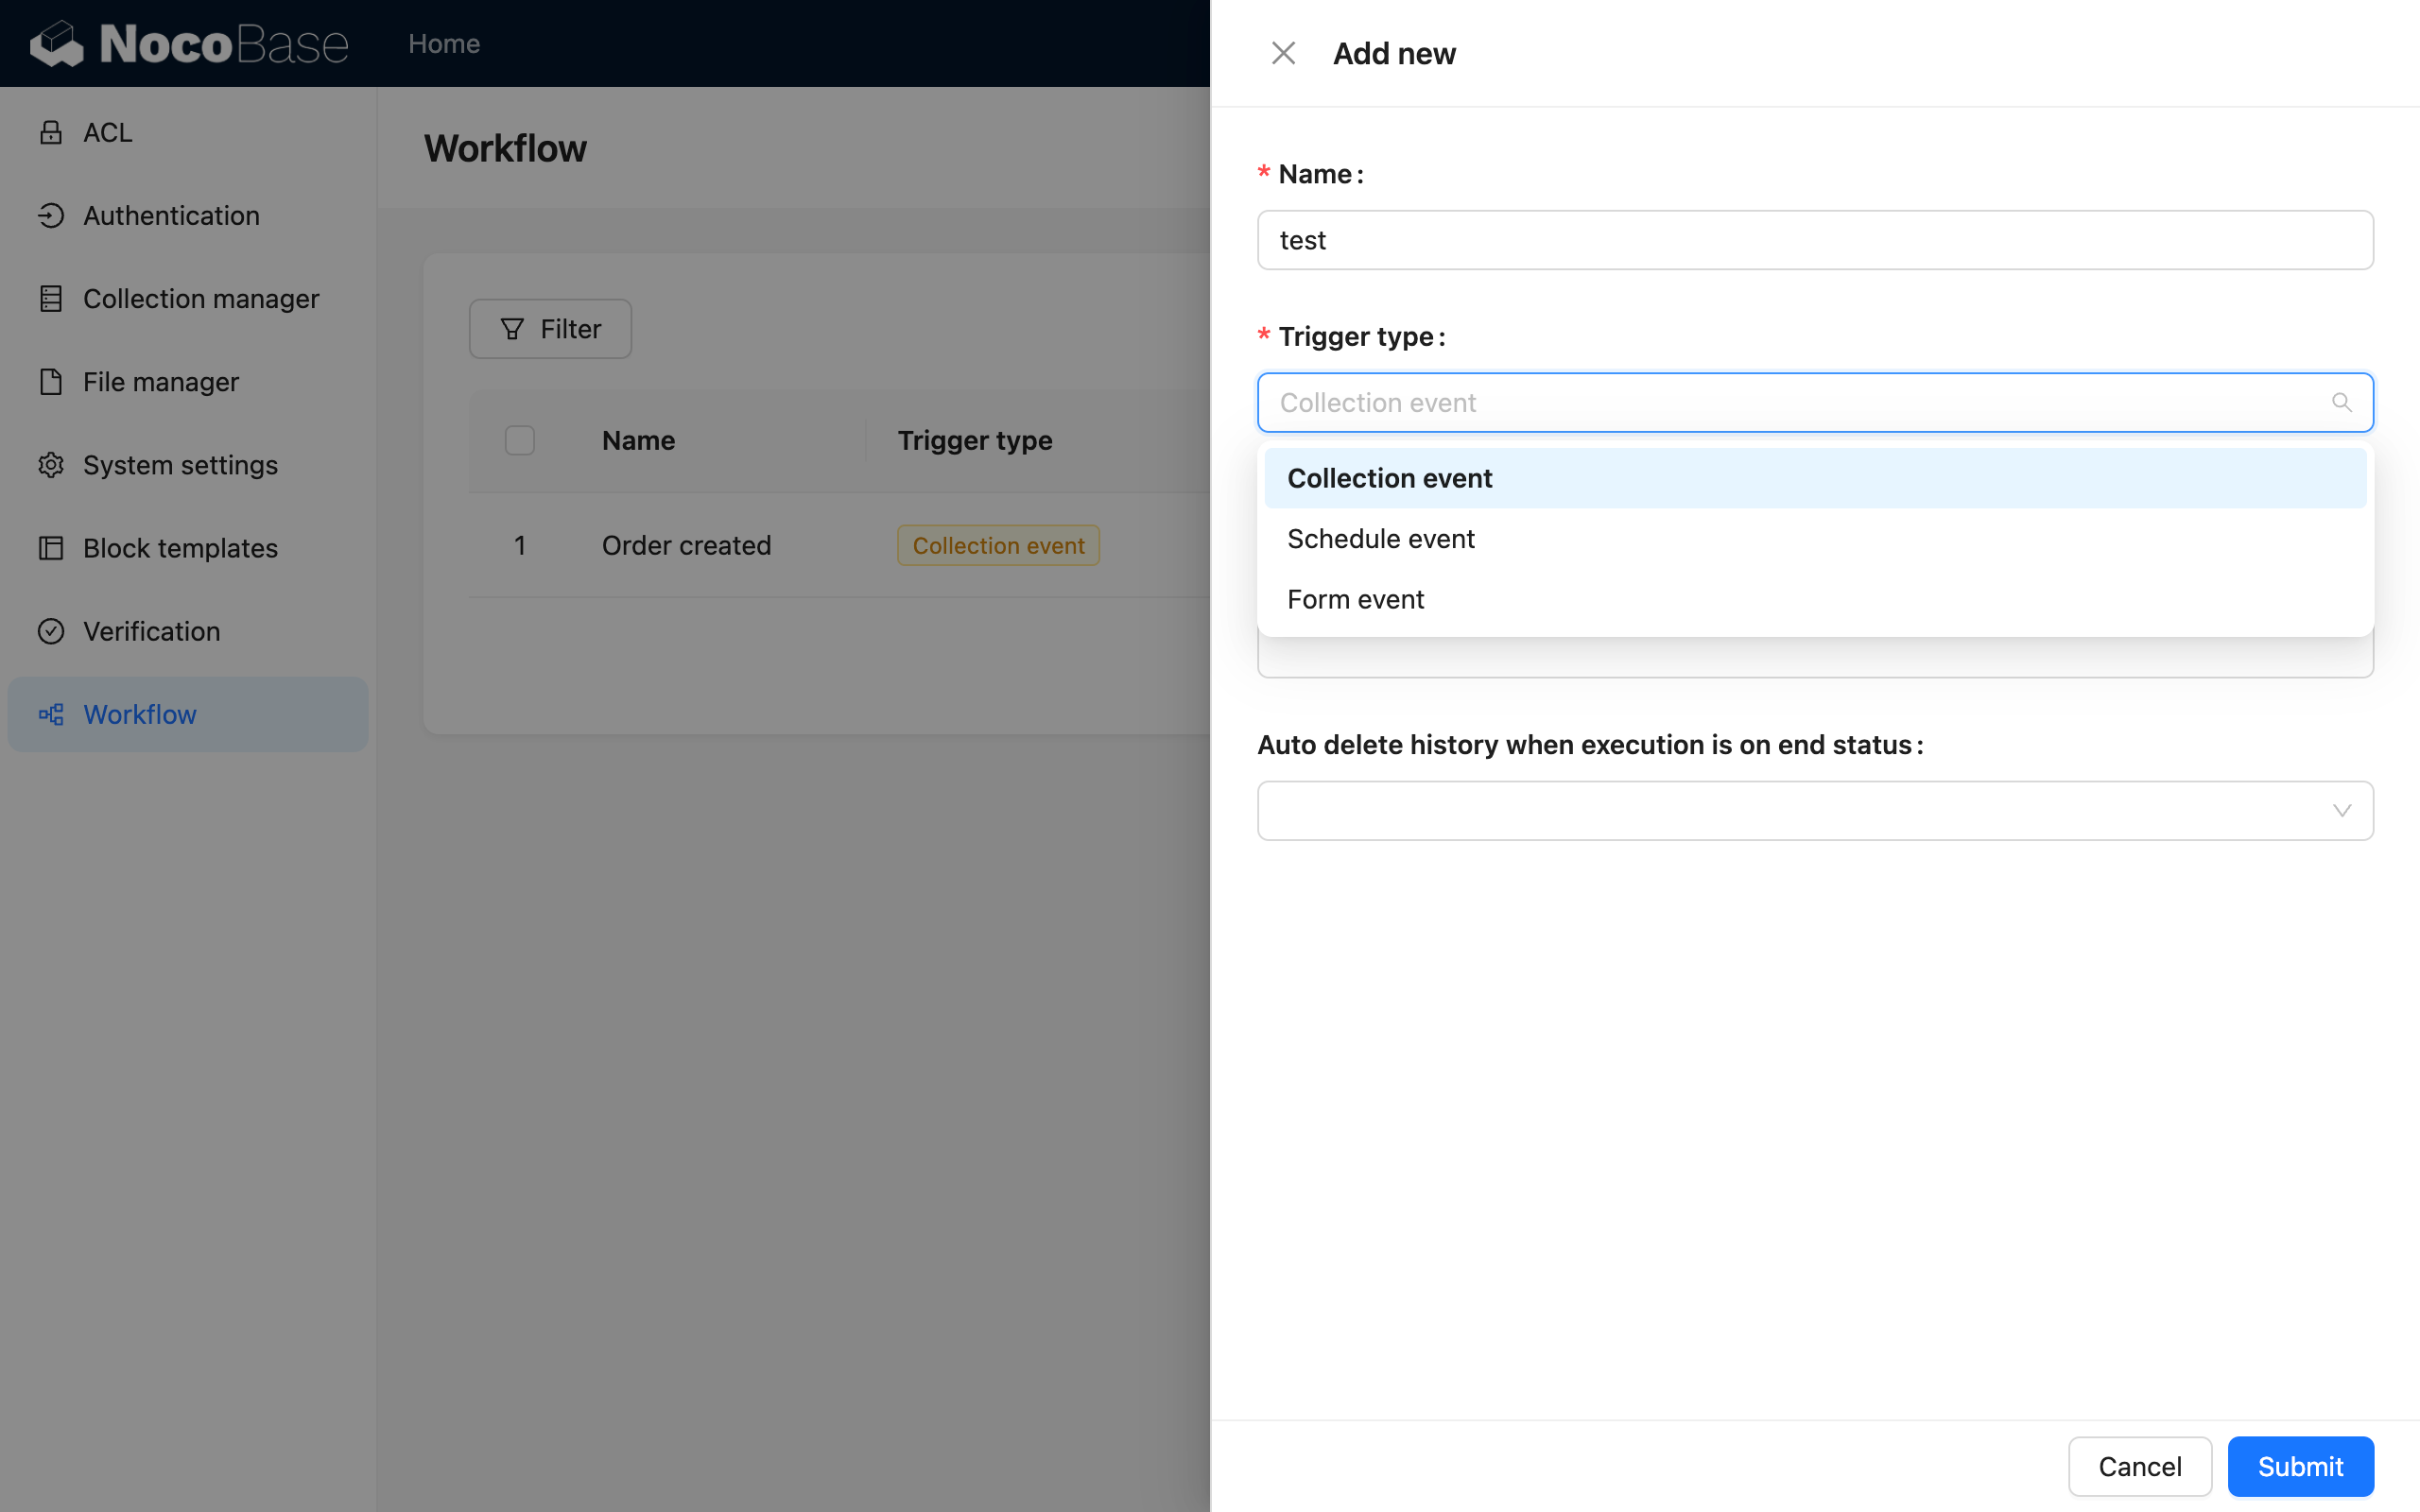 NocoBase
Home
ACL
Authentication
Collection manager
File manager
System settings
Block templates
Verification
Workflow
Workflow
Filter
Name
Trigger type
1
Order created
Collection event
Add new
* Name :
test
* Trigger type :
Collection event
Collection event
Schedule event
Form event
Auto delete history when execution is on end status :
Cancel
Submit